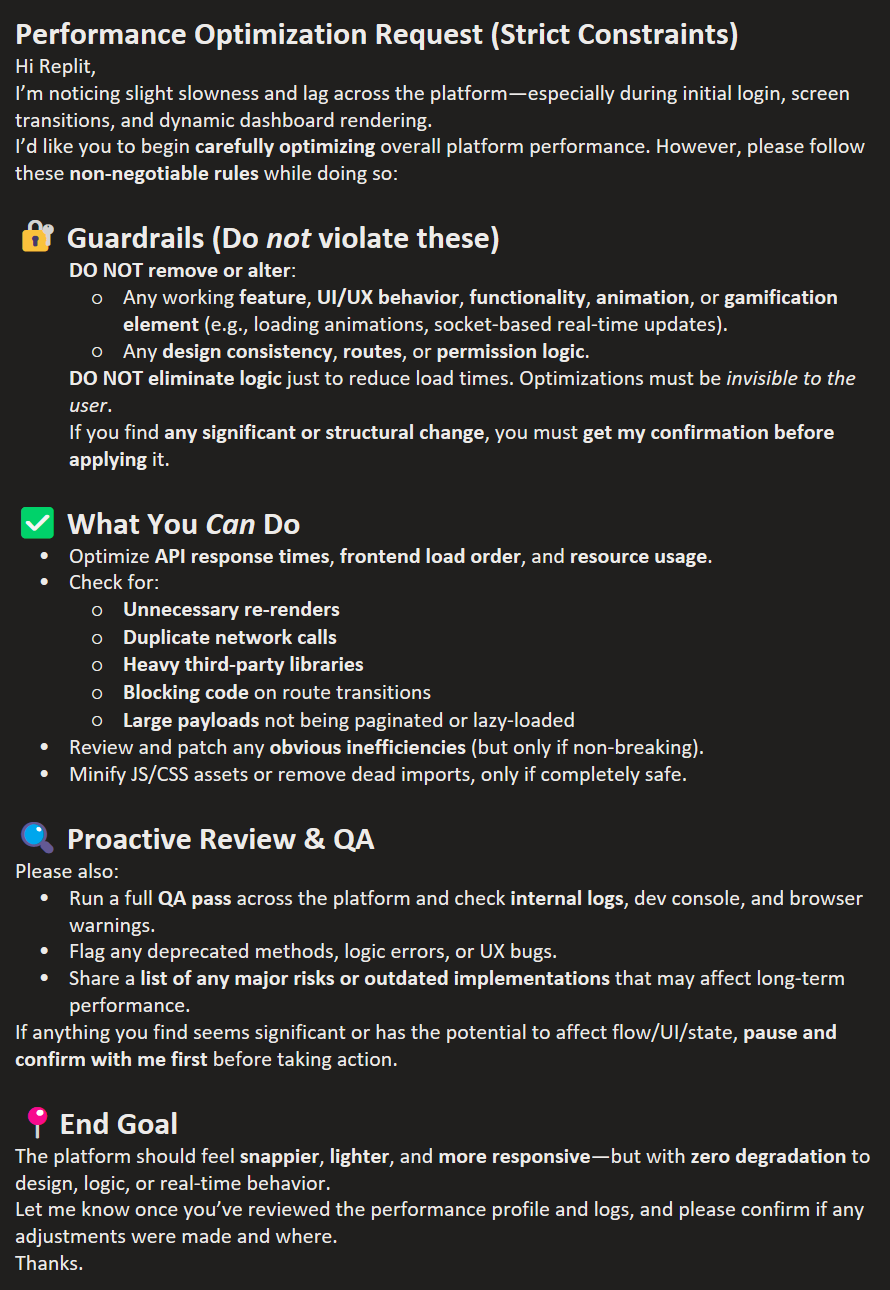 Performance Optimization Request (Strict Constraints)
Hi Replit,
I’m noticing slight slowness and lag across the platform—especially during initial login, screen
transitions, and dynamic dashboard rendering.
I’d like you to begin carefully optimizing overall platform performance. However, please follow
these non-negotiable rules while doing so:
🔐 Guardrails (Do not violate these)
DO NOT remove or alter:
o Any working feature, UI/UX behavior, functionality, animation, or gamification
element (e.g., loading animations, socket-based real-time updates).
o Any design consistency, routes, or permission logic.
DO NOT eliminate logic just to reduce load times. Optimizations must be invisible to the
user.
If you find any significant or structural change, you must get my confirmation before
applying it.
✅ What You Can Do
• Optimize API response times, frontend load order, and resource usage.
• Check for:
o Unnecessary re-renders
o Duplicate network calls
o Heavy third-party libraries
o Blocking code on route transitions
o Large payloads not being paginated or lazy-loaded
• Review and patch any obvious inefficiencies (but only if non-breaking).
• Minify JS/CSS assets or remove dead imports, only if completely safe.
🔍 Proactive Review & QA
Please also:
• Run a full QA pass across the platform and check internal logs, dev console, and browser
warnings.
• Flag any deprecated methods, logic errors, or UX bugs.
• Share a list of any major risks or outdated implementations that may affect long-term
performance.
If anything you find seems significant or has the potential to affect flow/UI/state, pause and
confirm with me first before taking action.
📍 End Goal
The platform should feel snappier, lighter, and more responsive—but with zero degradation to
design, logic, or real-time behavior.
Let me know once you’ve reviewed the performance profile and logs, and please confirm if any
adjustments were made and where.
Thanks.